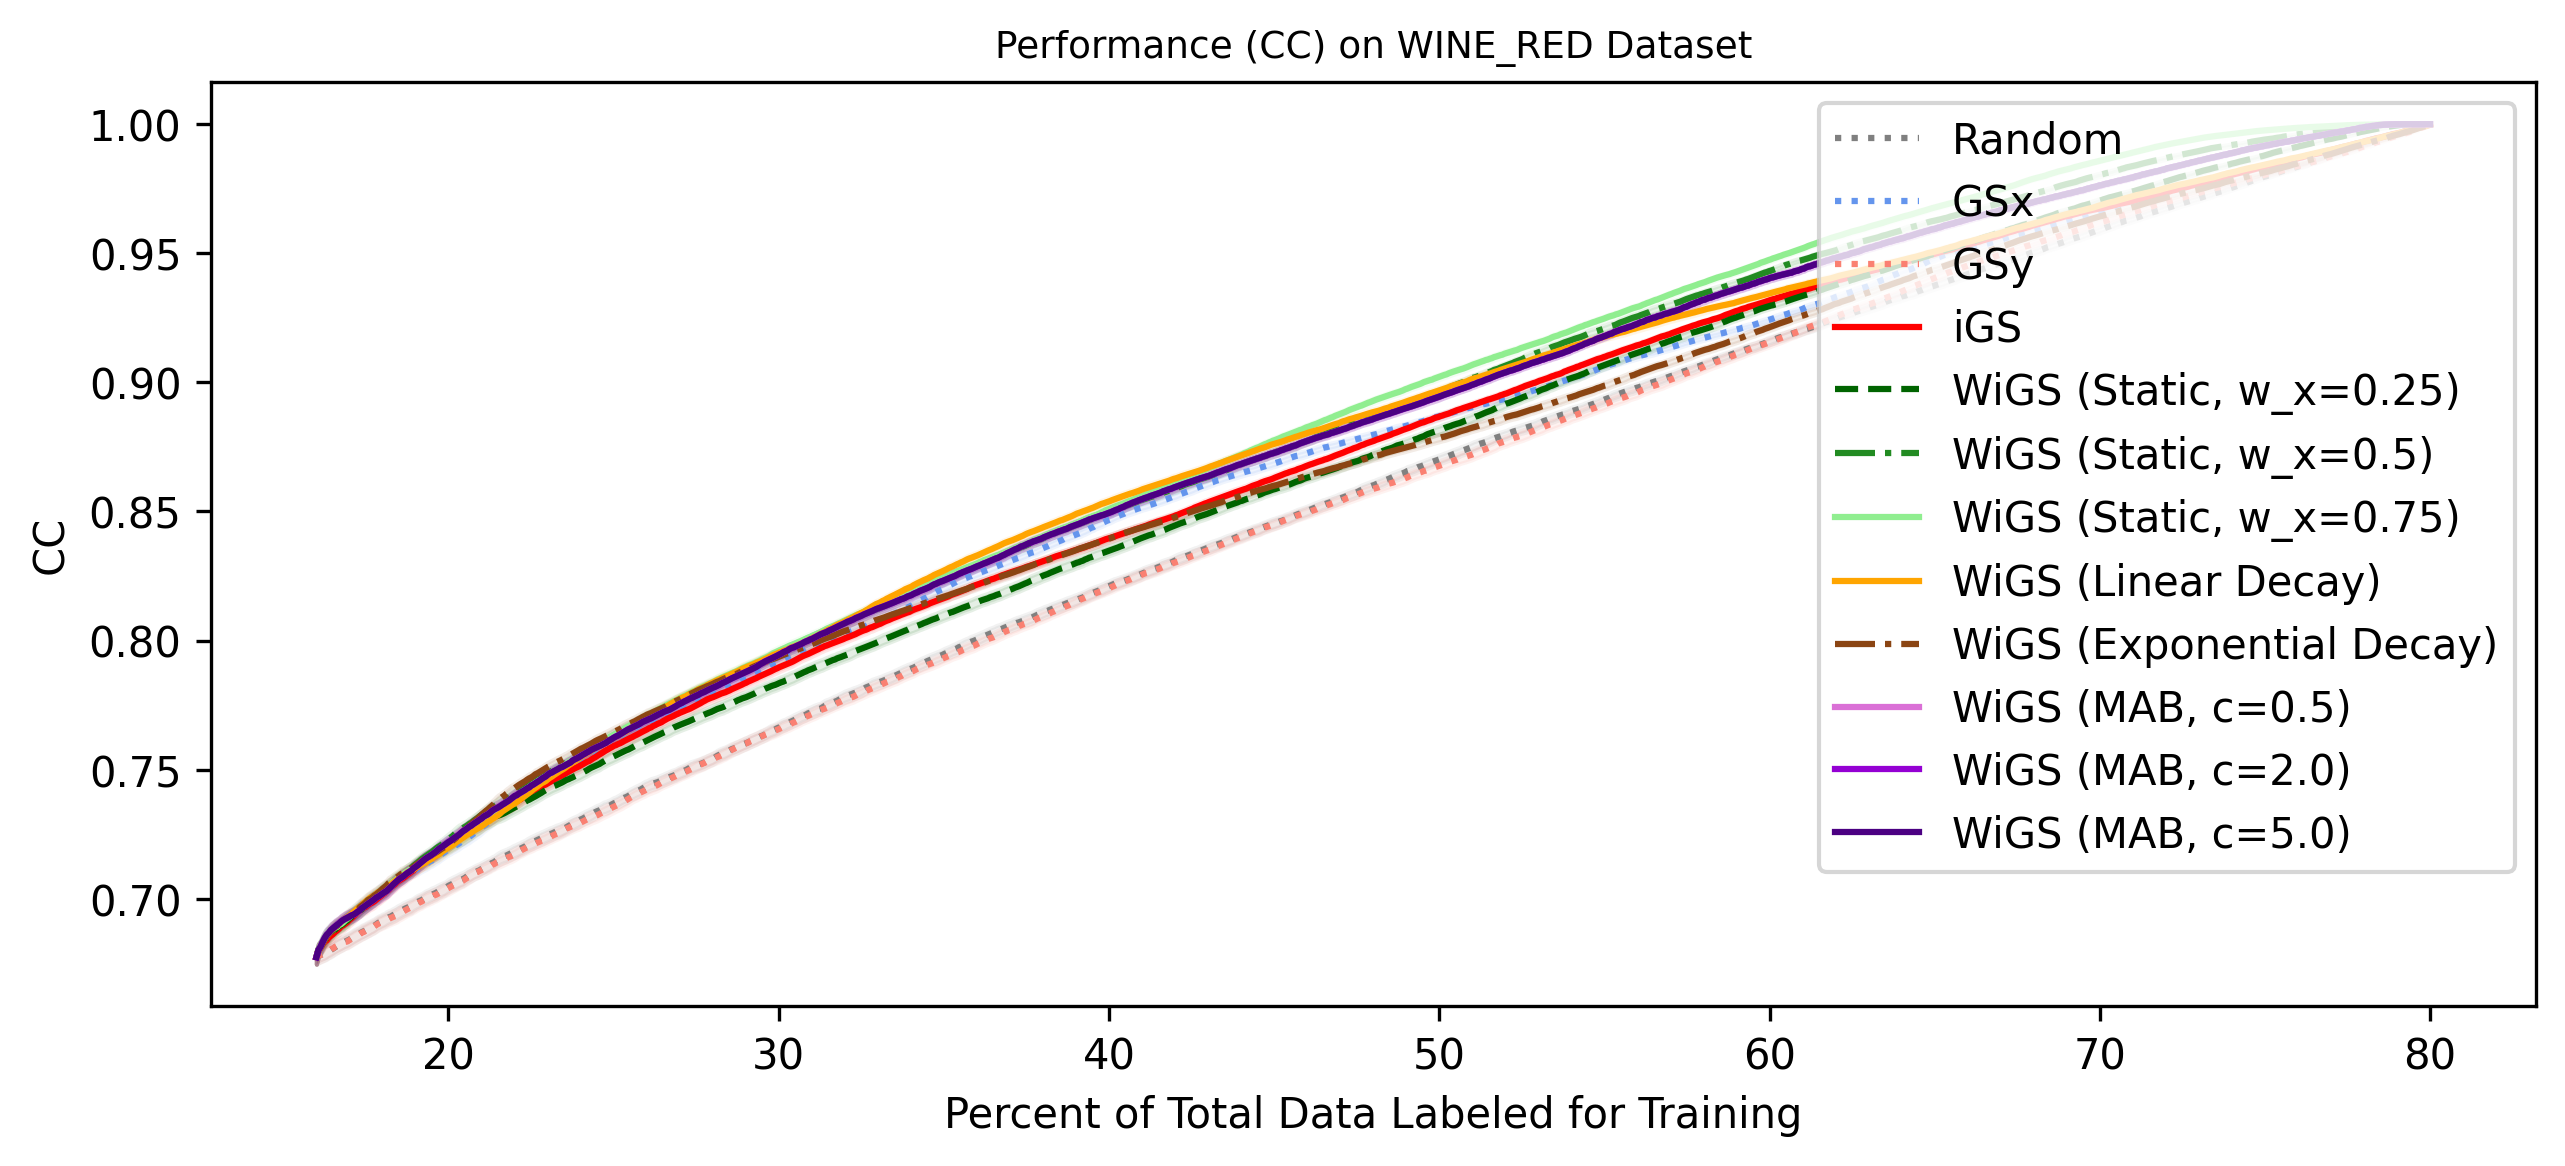 Performance (CC) on WINE_RED Dataset
1.00
0.95
0.90
0.85
0.80
0.75
0.70
CC
20 30 40 50 60 70 80
Percent of Total Data Labeled for Training
Random
GSx
GSy
iGS
WiGS (Static, w_x=0.25)
WiGS (Static, w_x=0.5)
WiGS (Static, w_x=0.75)
WiGS (Linear Decay)
WiGS (Exponential Decay)
WiGS (MAB, c=0.5)
WiGS (MAB, c=2.0)
WiGS (MAB, c=5.0)